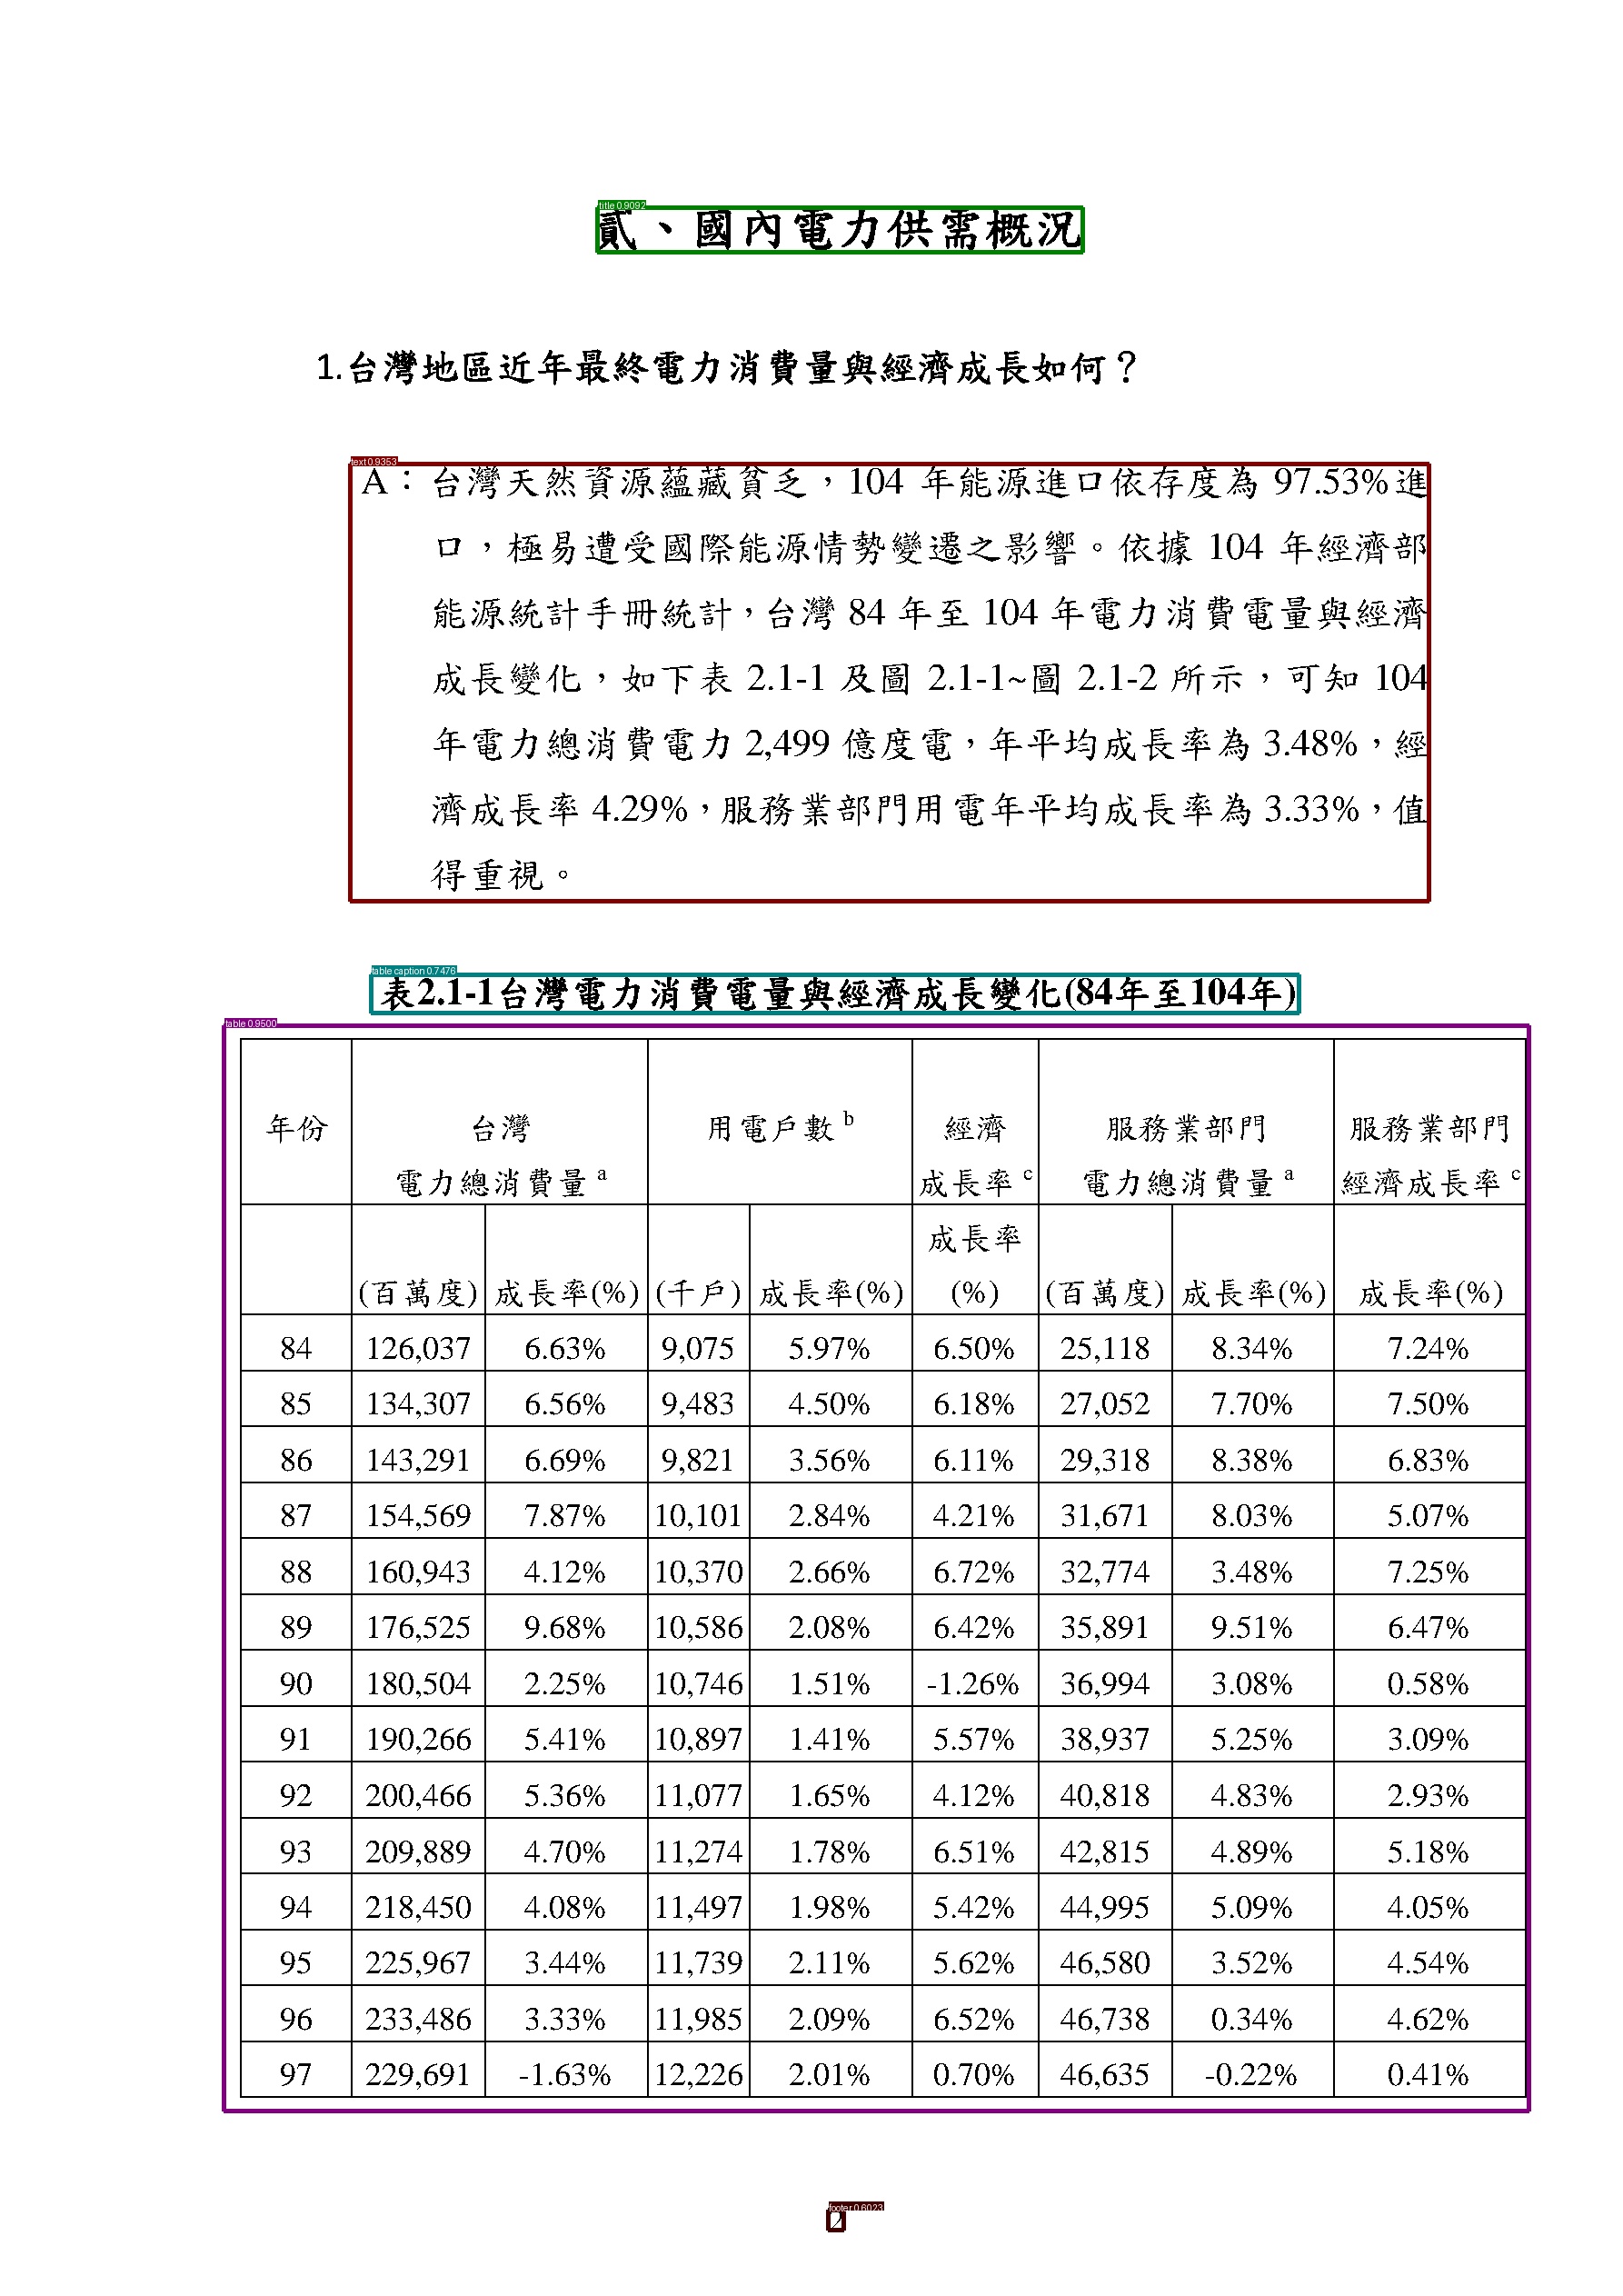 貳、國內電力供需概況
1.台灣地區近年最終電力消費量與經濟成長如何？
A：台灣天然資源蘊藏貧乏，104 年能源進口依存度為 97.53%進
口，極易遭受國際能源情勢變遷之影響。依據 104 年經濟部
能源統計手冊統計，台灣 84 年至 104 年電力消費電量與經濟
成長變化，如下表 2.1-1 及圖 2.1-1~圖 2.1-2 所示，可知 104
年電力總消費電力 2,499 億度電，年平均成長率為 3.48%，經
濟成長率 4.29%，服務業部門用電年平均成長率為 3.33%，值
得重視。
表2.1-1台灣電力消費電量與經濟成長變化(84年至104年)
年份 台灣 用電戶數 b 經濟 服務業部門 服務業部門
電力總消費量 a 成長率 c 電力總消費量 a 經濟成長率 c
成長率
(百萬度) 成長率(%) (千戶) 成長率(%) (%) (百萬度) 成長率(%) 成長率(%)
84 126,037 6.63% 9,075 5.97% 6.50% 25,118 8.34% 7.24%
85 134,307 6.56% 9,483 4.50% 6.18% 27,052 7.70% 7.50%
86 143,291 6.69% 9,821 3.56% 6.11% 29,318 8.38% 6.83%
87 154,569 7.87% 10,101 2.84% 4.21% 31,671 8.03% 5.07%
88 160,943 4.12% 10,370 2.66% 6.72% 32,774 3.48% 7.25%
89 176,525 9.68% 10,586 2.08% 6.42% 35,891 9.51% 6.47%
90 180,504 2.25% 10,746 1.51% -1.26% 36,994 3.08% 0.58%
91 190,266 5.41% 10,897 1.41% 5.57% 38,937 5.25% 3.09%
92 200,466 5.36% 11,077 1.65% 4.12% 40,818 4.83% 2.93%
93 209,889 4.70% 11,274 1.78% 6.51% 42,815 4.89% 5.18%
94 218,450 4.08% 11,497 1.98% 5.42% 44,995 5.09% 4.05%
95 225,967 3.44% 11,739 2.11% 5.62% 46,580 3.52% 4.54%
96 233,486 3.33% 11,985 2.09% 6.52% 46,738 0.34% 4.62%
97 229,691 -1.63% 12,226 2.01% 0.70% 46,635 -0.22% 0.41%
2
title 0.9092
text 0.9353
table caption 0.7476
table 0.9500
footer 0.6023